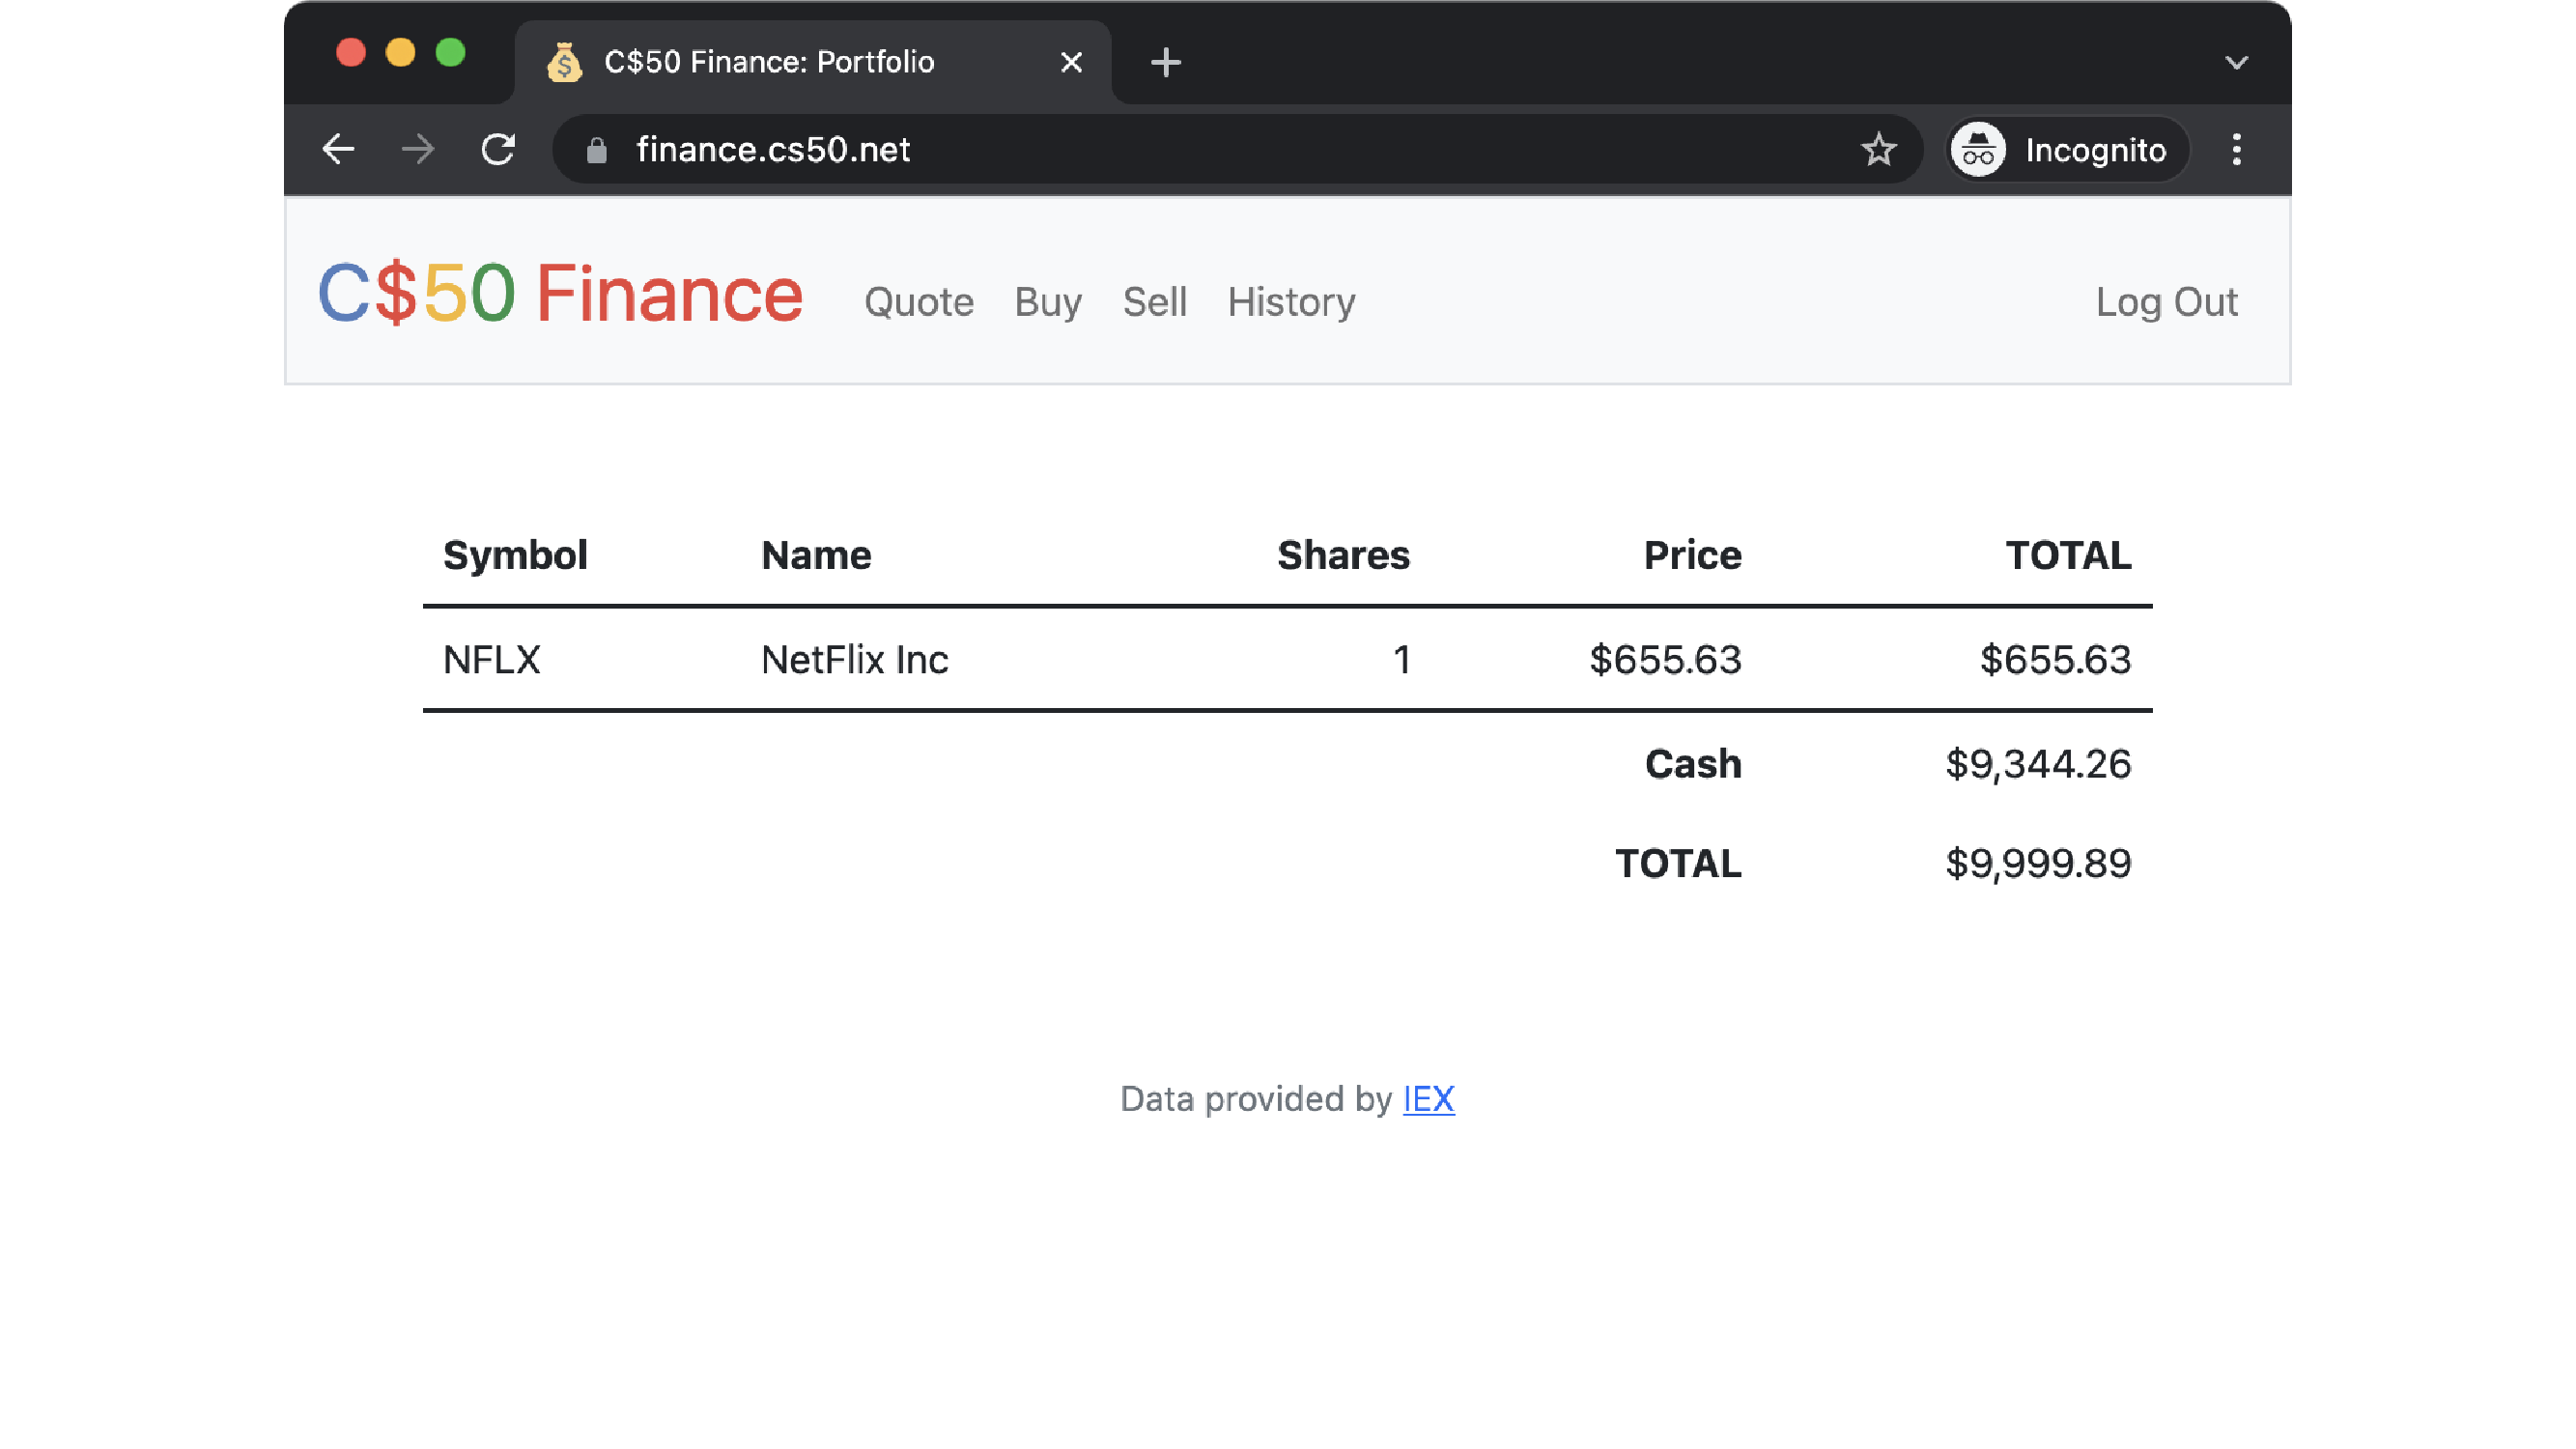 C$50 Finance: Portfolio
finance.cs50.net
Incognito
C$50 Finance Quote Buy Sell History Log Out
Symbol Name Shares Price TOTAL
NFLX NetFlix Inc 1 $655.63 $655.63
Cash $9,344.26
TOTAL $9,999.89
Data provided by IEX